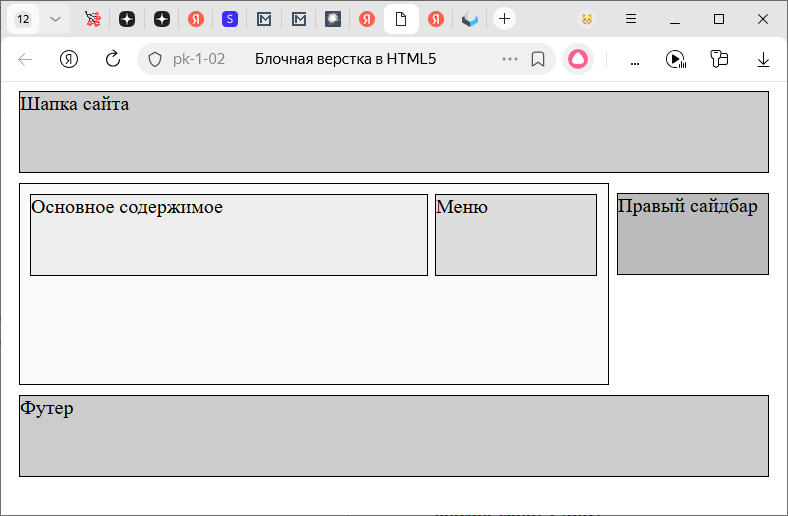 12
Я
Я
S
M
M
Я
Я
Я
pk-1-02 Блочная верстка в HTML5
Шапка сайта
Основное содержимое
Меню
Правый сайдбар
Футер